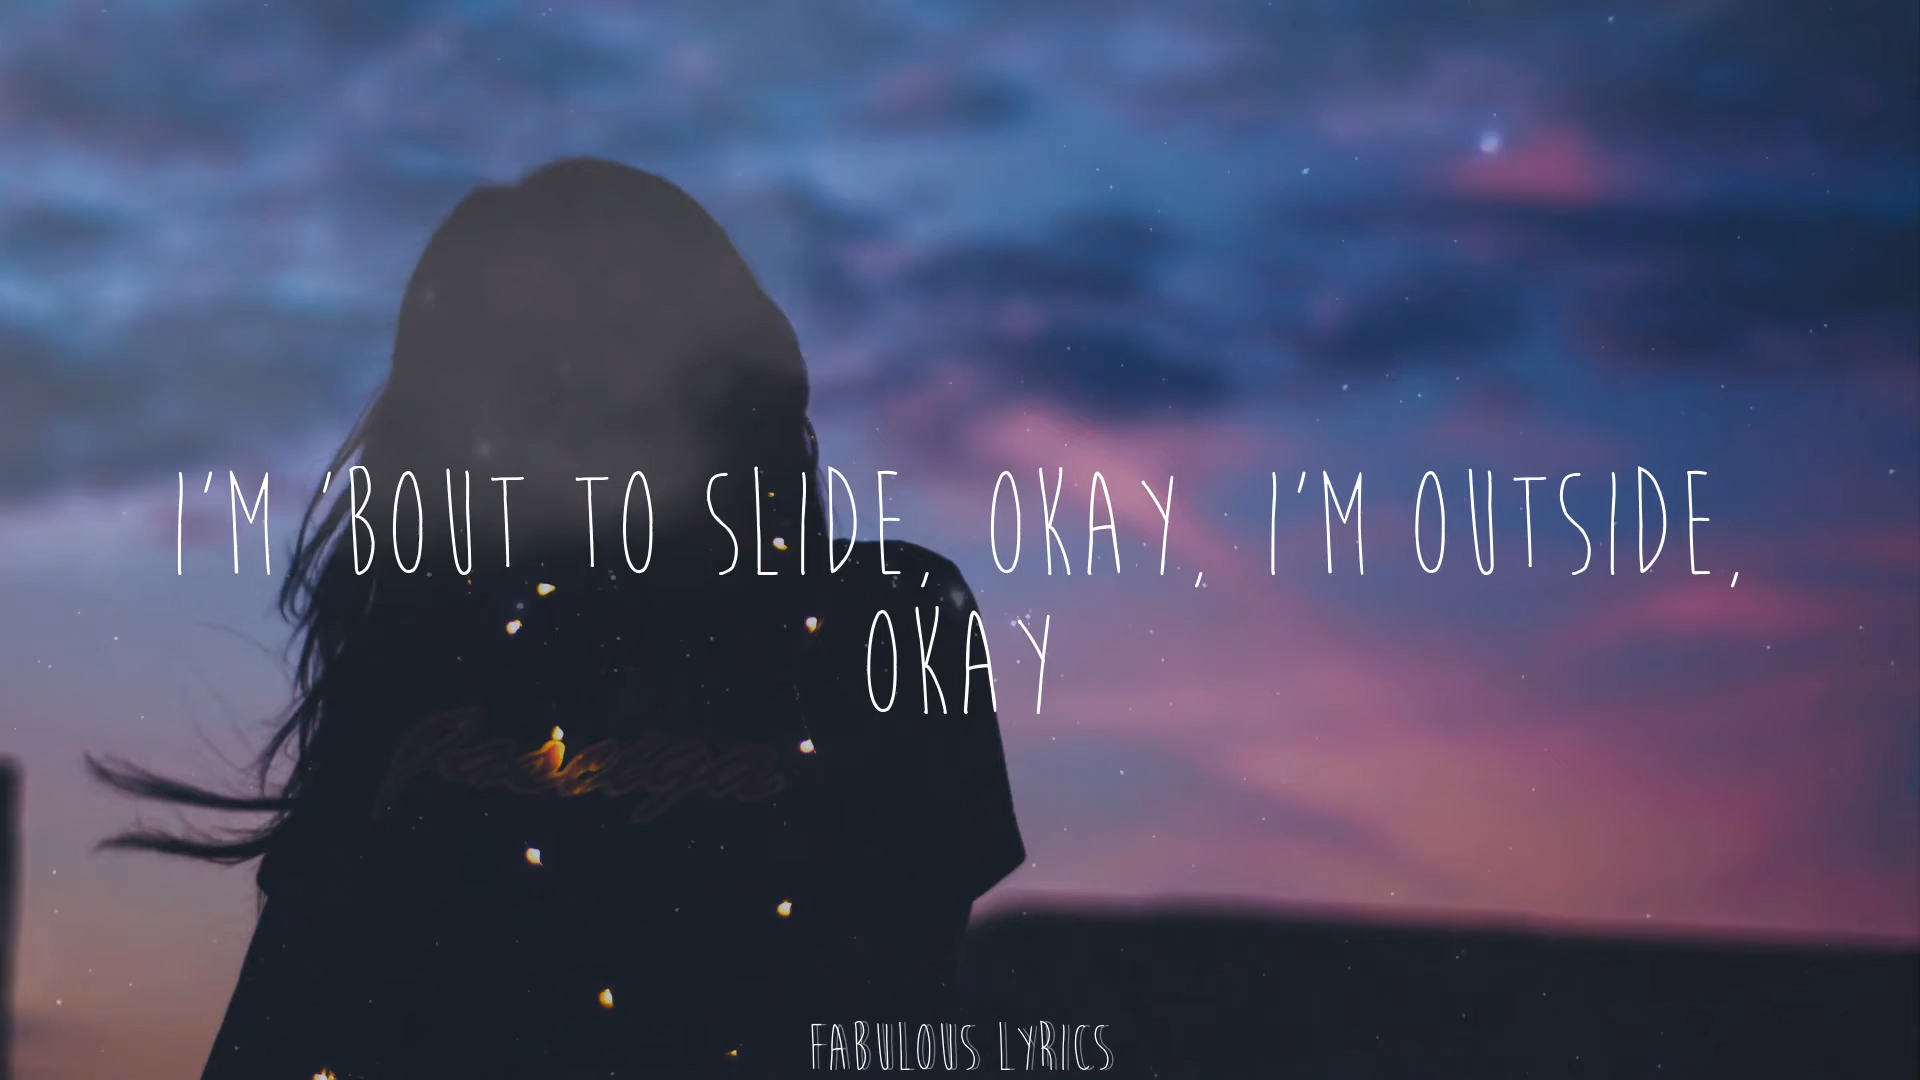 I'M 'BOUT TO SLIDE, OKAY, I'M OUTSIDE,
OKAY
FABULOUS LYRICS